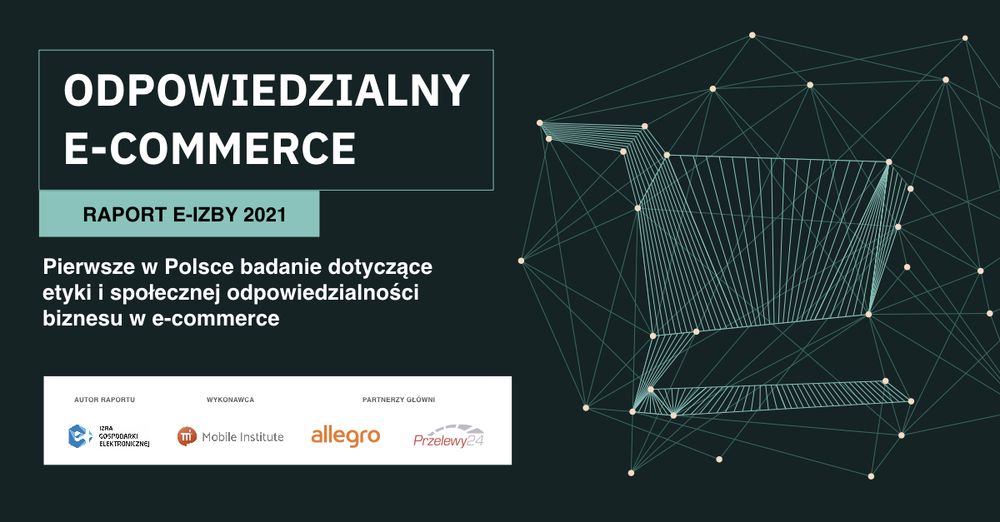 ODPOWIEDZIALNY
E-COMMERCE
RAPORT E-IZBY 2021
Pierwsze w Polsce badanie dotyczące
etyki i społecznej odpowiedzialności
biznesu w e-commerce
AUTOR RAPORTU WYKONAWCA PARTNERZY GŁÓWNI
IZBA
GOSPODARKI
ELEKTRONICZNEJ
mi Mobile Institute
allegro
Przelewy24